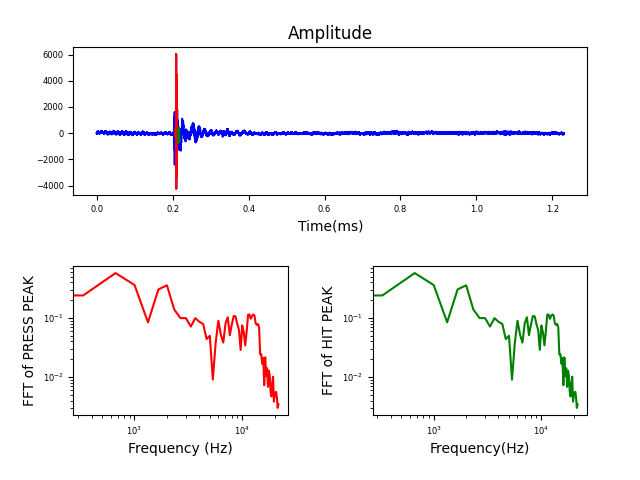 Amplitude
6000
4000
2000
0
−2000
−4000
0.0 0.2 0.4 0.6 0.8 1.0 1.2
Time(ms)
FFT of PRESS PEAK
10⁻¹
10⁻²
10³ 10⁴
Frequency (Hz)
FFT of HIT PEAK
10⁻¹
10⁻²
10³ 10⁴
Frequency(Hz)